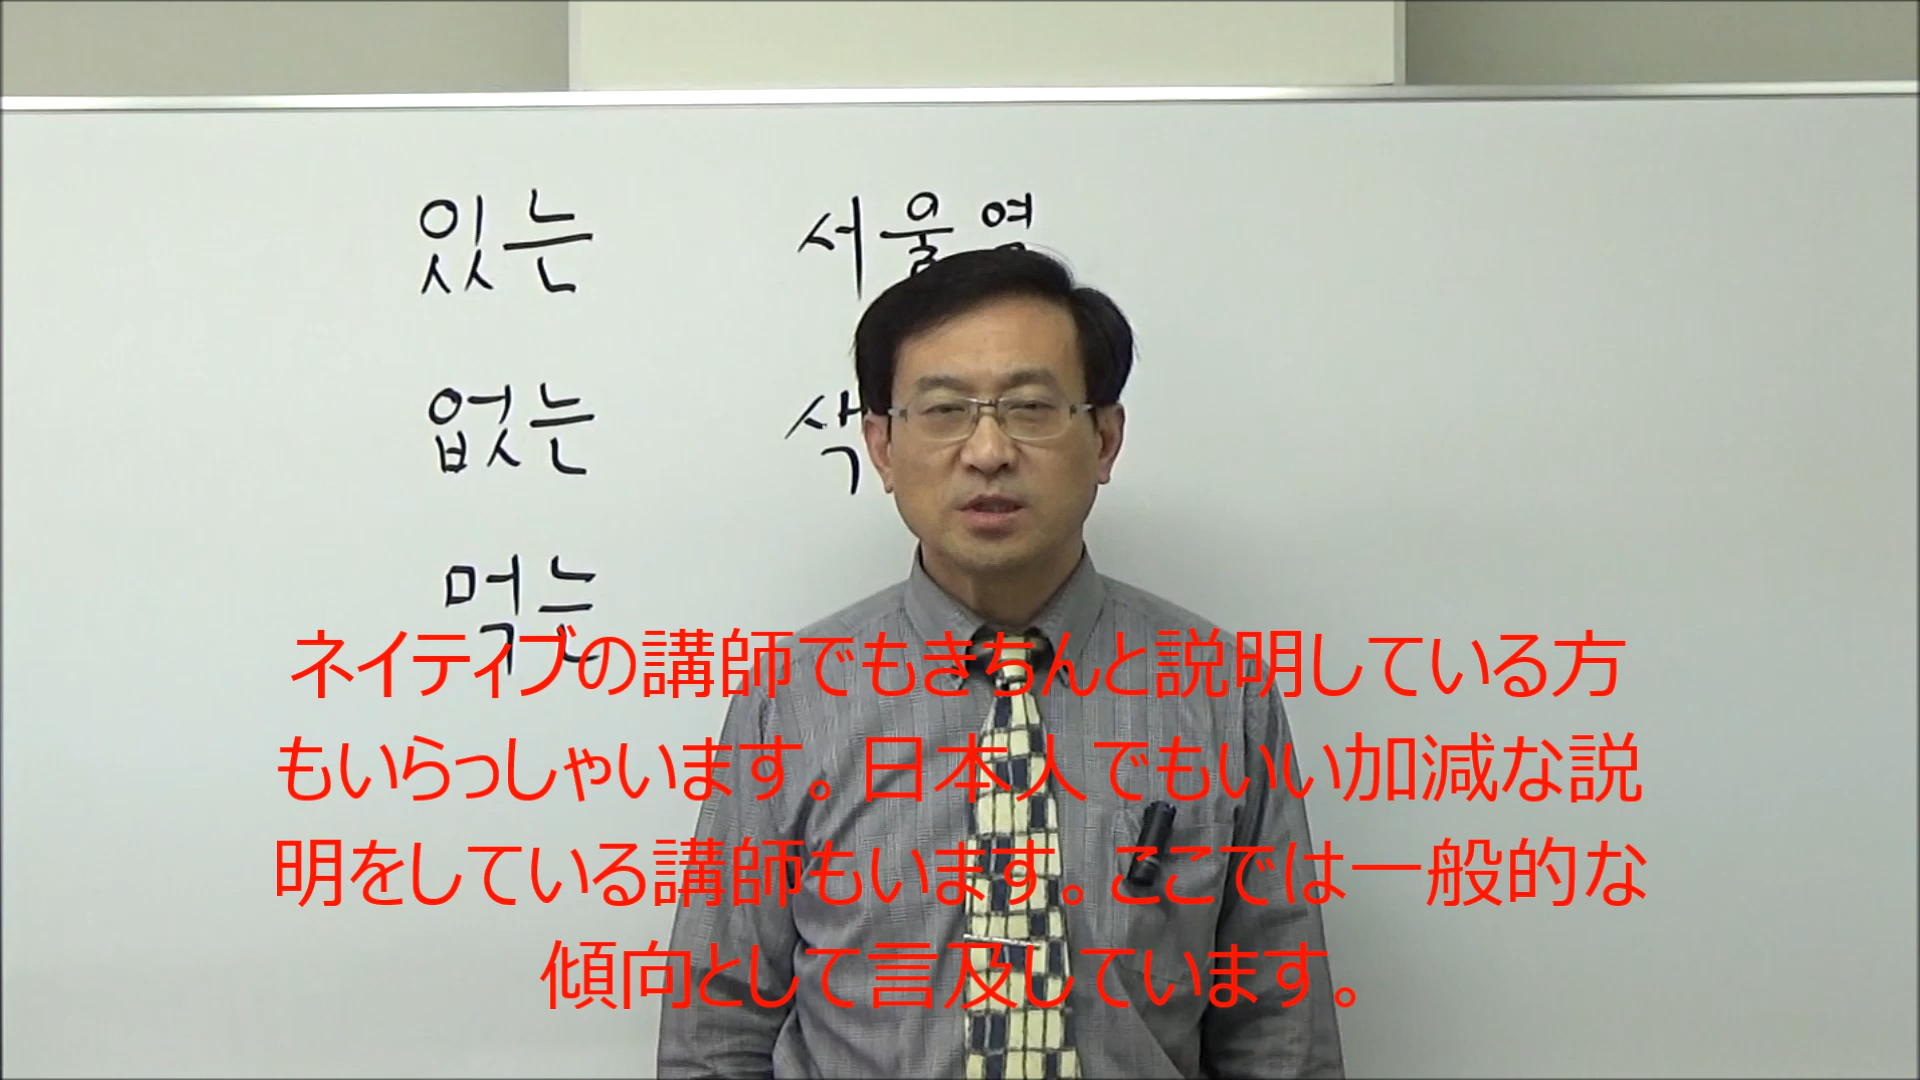 있는 서울역
없는 색
먹는
ネイティブの講師でもきちんと説明している方
もいらっしゃいます。日本人でもいい加減な説
明をしている講師もいます。ここでは一般的な
傾向として言及しています。